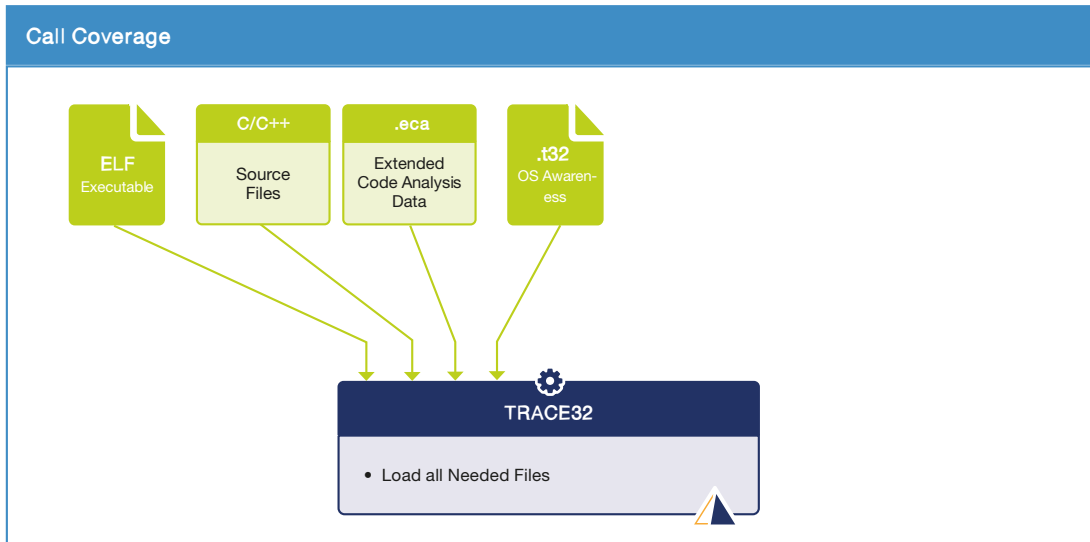 Call Coverage
ELF
Executable
C/C++
Source
Files
.eca
Extended
Code Analysis
Data
.t32
OS Awaren-
ess
TRACE32
• Load all Needed Files